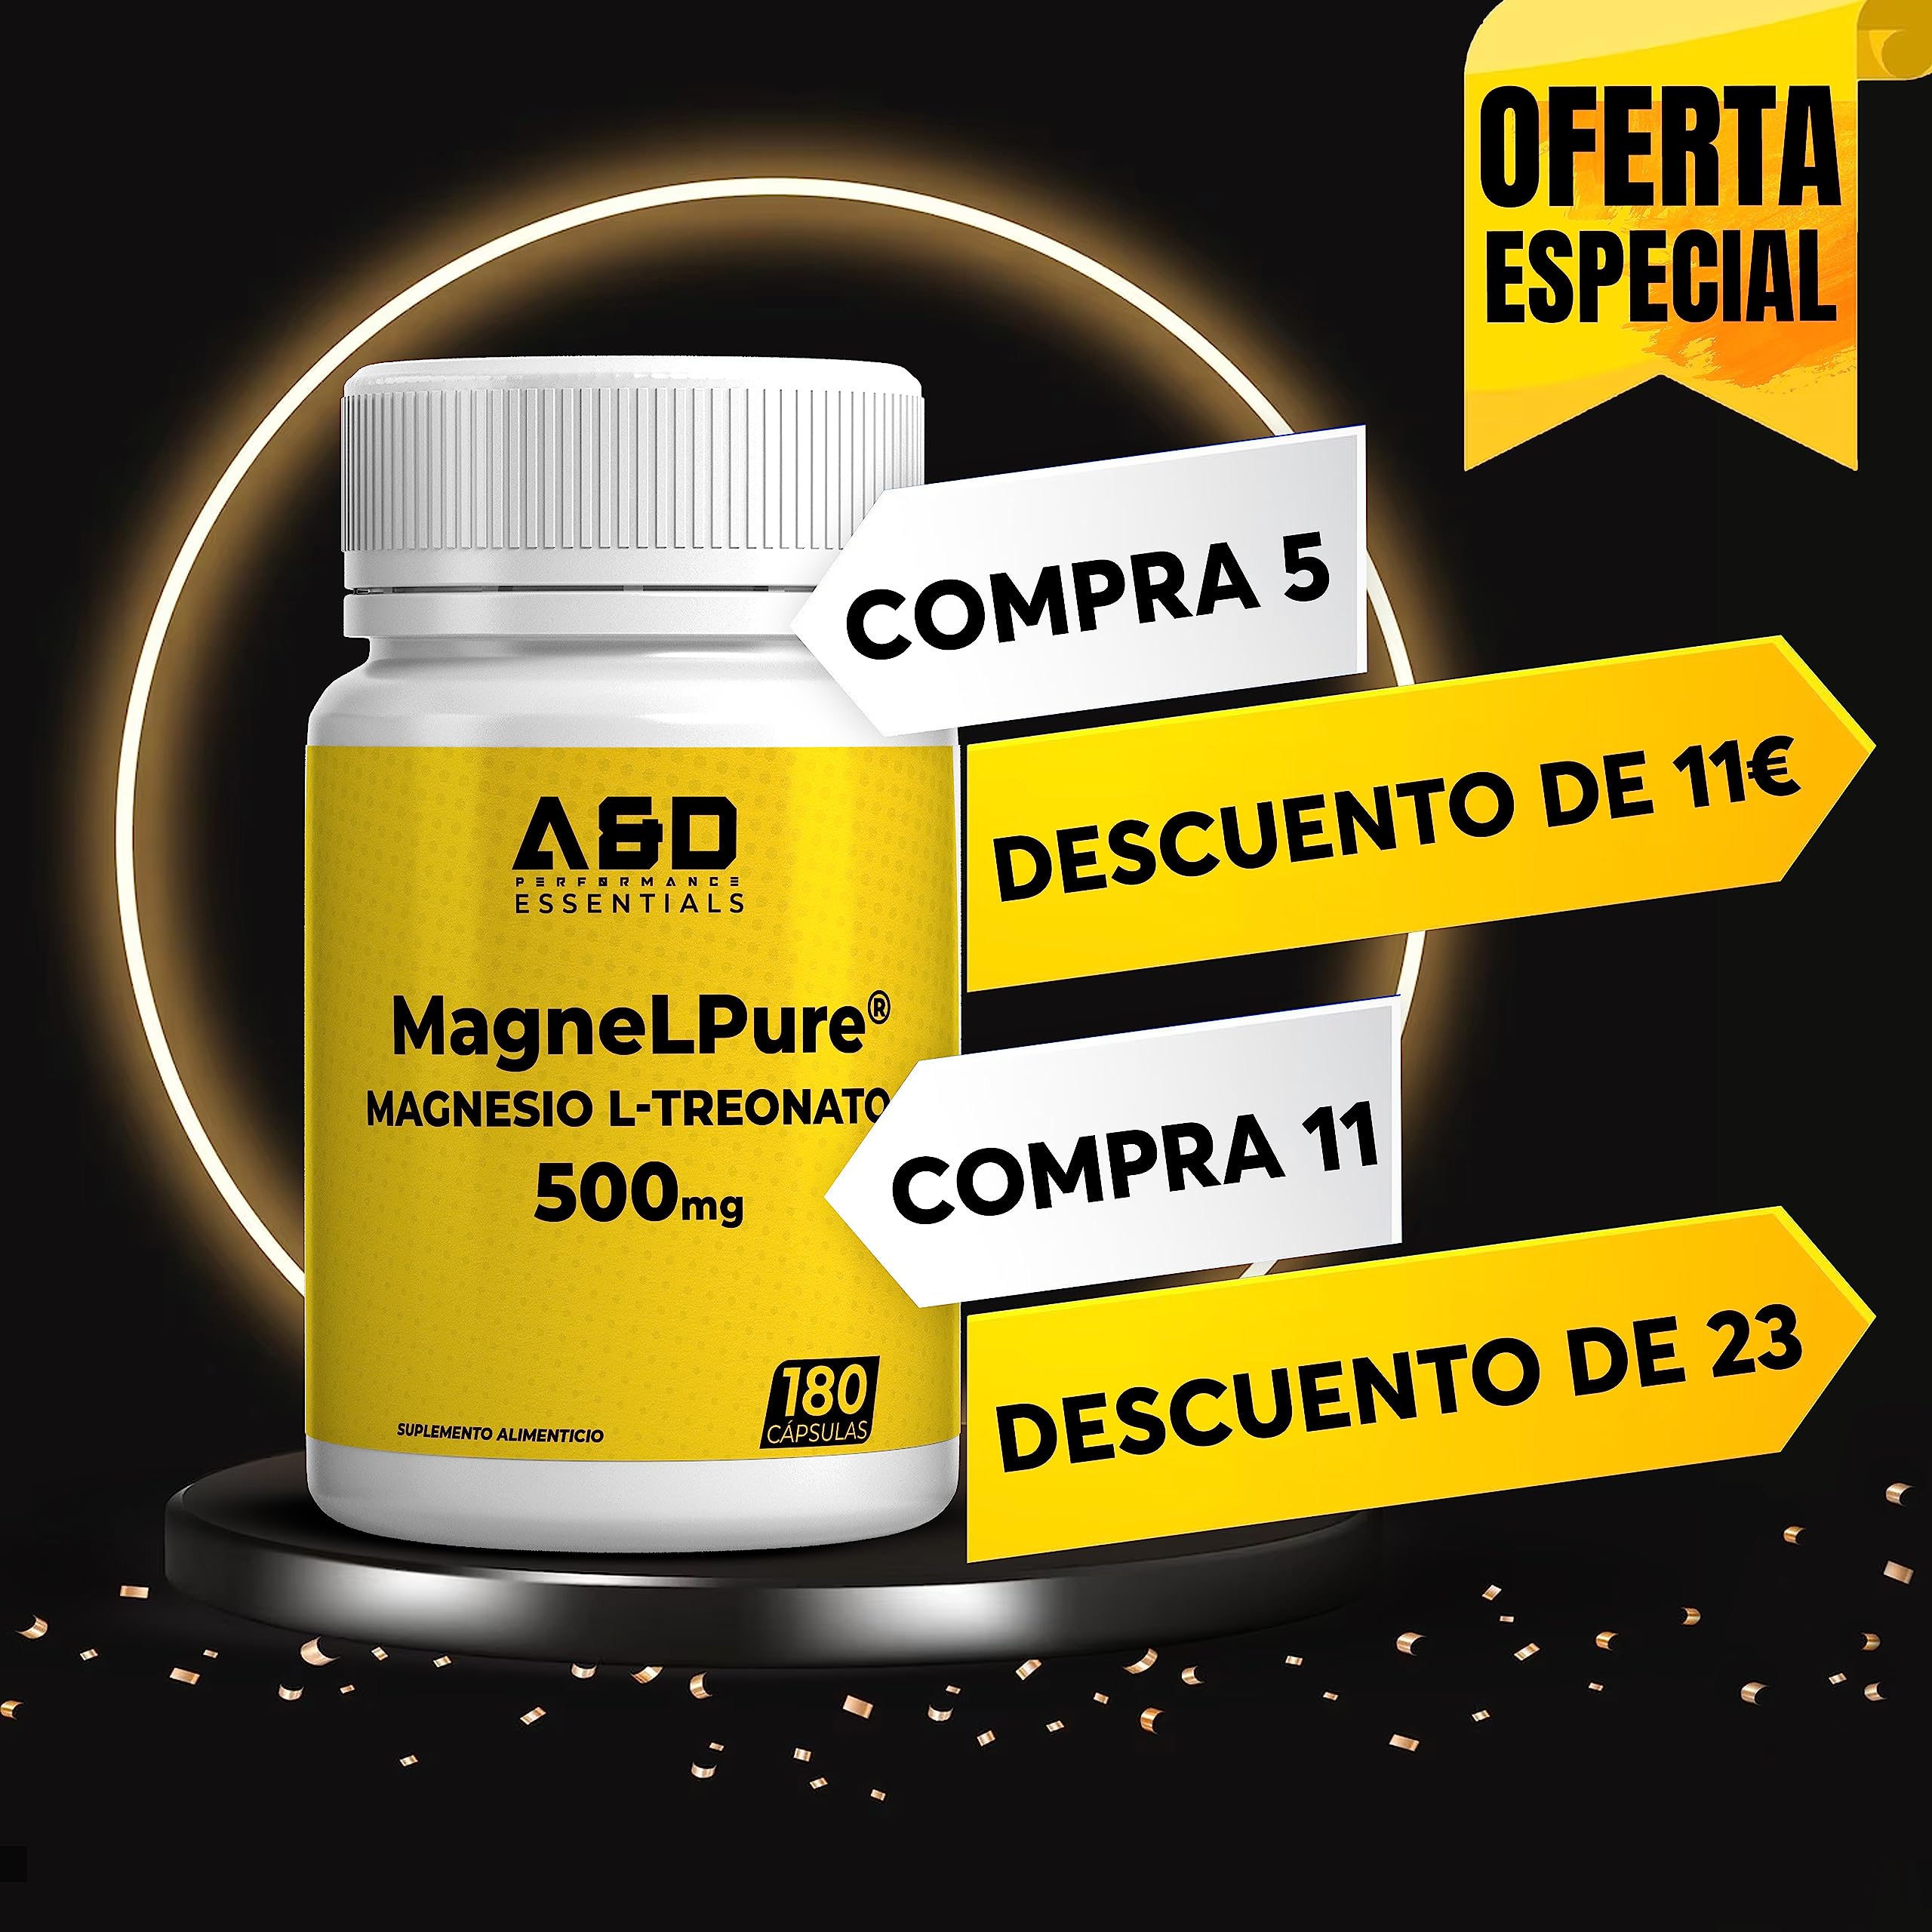 OFERTA
ESPECIAL
COMPRA 5
DESCUENTO DE 11€
A&D
PERFORMANCE
ESSENTIALS
MagneLPure®
MAGNESIO L-TREONATO
500mg
COMPRA 11
DESCUENTO DE 23
180
CÁPSULAS
SUPLEMENTO ALIMENTICIO